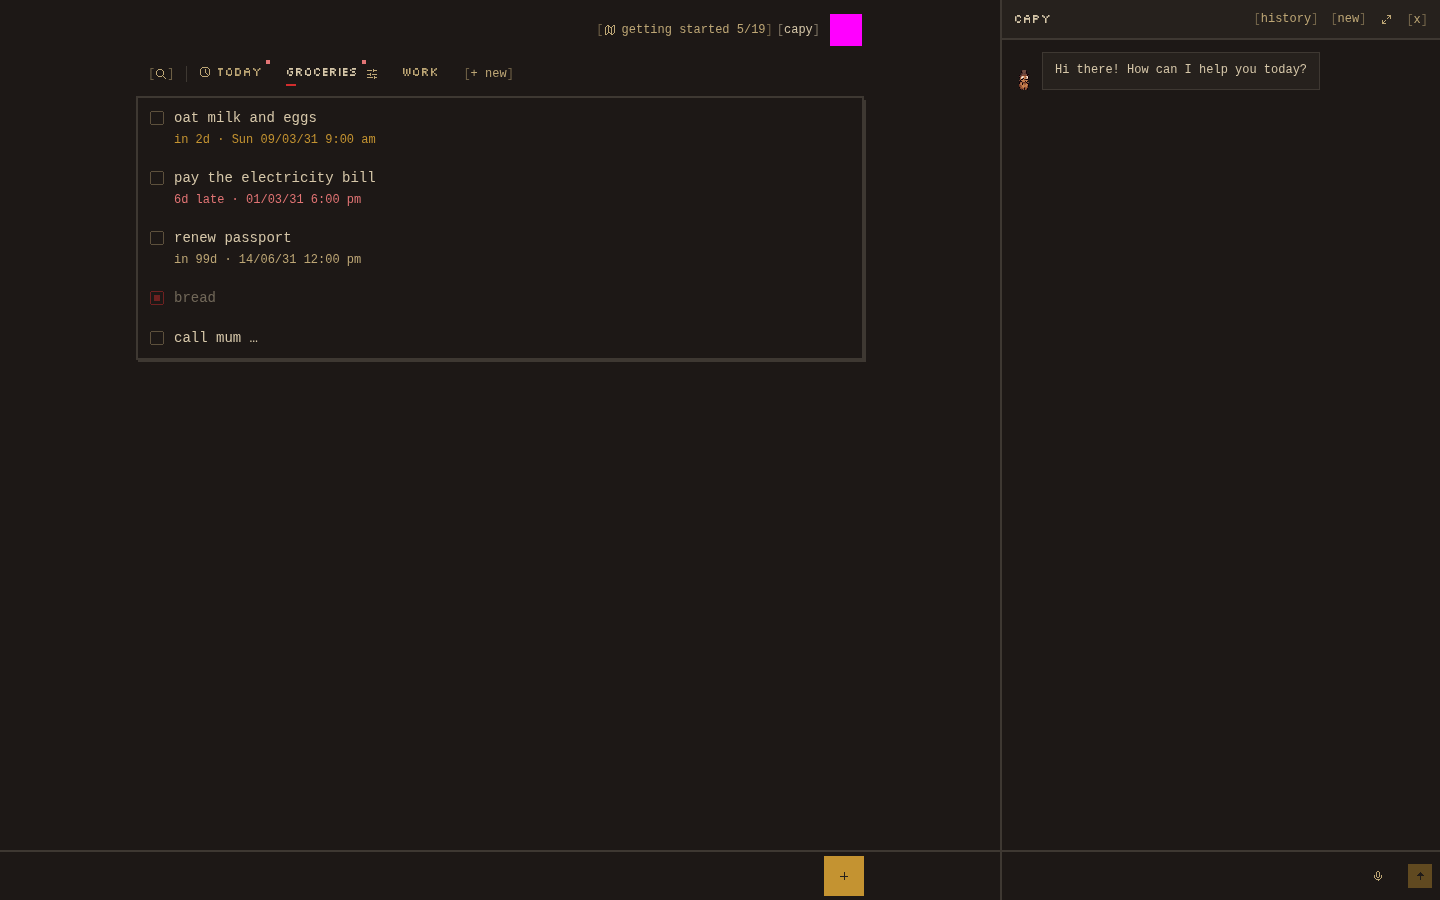 [getting started 5/19] [capy]
[] TODAY GROCERIES WORK [+ new]
oat milk and eggs
in 2d · Sun 09/03/31 9:00 am
pay the electricity bill
6d late · 01/03/31 6:00 pm
renew passport
in 99d · 14/06/31 12:00 pm
bread
call mum …
+
CAPY [history] [new] [x]
Hi there! How can I help you today?